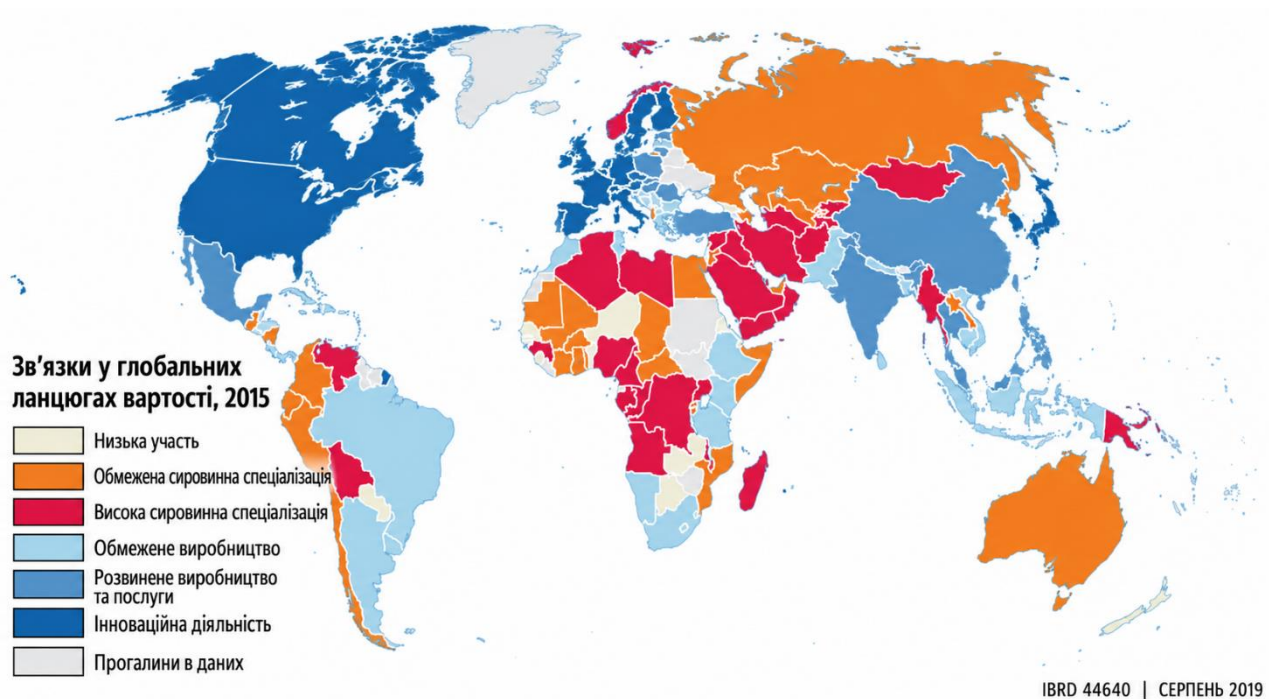 Зв’язки у глобальних
ланцюгах вартості, 2015
Низька участь
Обмежена сировинна спеціалізація
Висока сировинна спеціалізація
Обмежене виробництво
Розвинене виробництво
та послуги
Інноваційна діяльність
Прогалини в даних
IBRD 44640 | СЕРПЕНЬ 2019